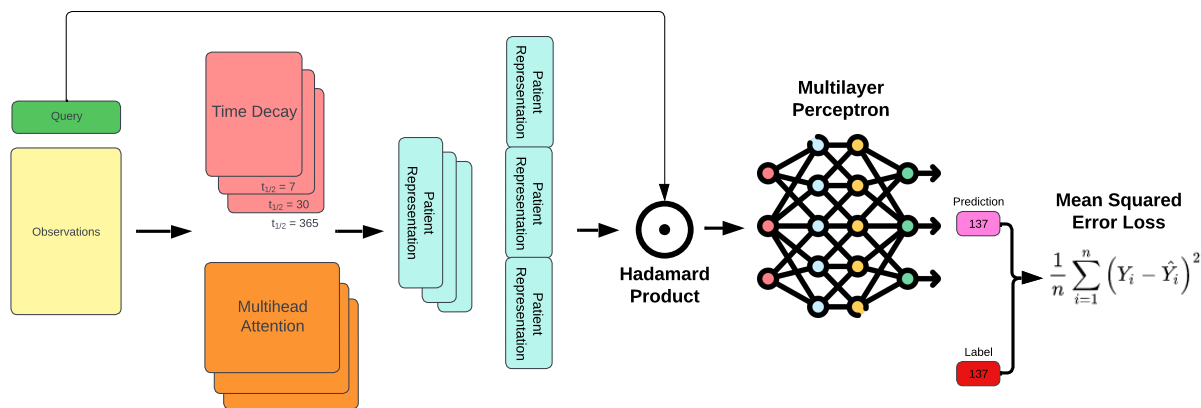 Query
Observations
Time Decay
t1/2 = 7
t1/2 = 30
t1/2 = 365
Multihead
Attention
Patient
Representation
Patient
Representation
Patient
Representation
Patient
Representation
Hadamard
Product
Multilayer
Perceptron
Prediction
137
Label
137
Mean Squared
Error Loss
1/n ∑_{i=1}^{n} (Y_i − Ŷ_i)^2